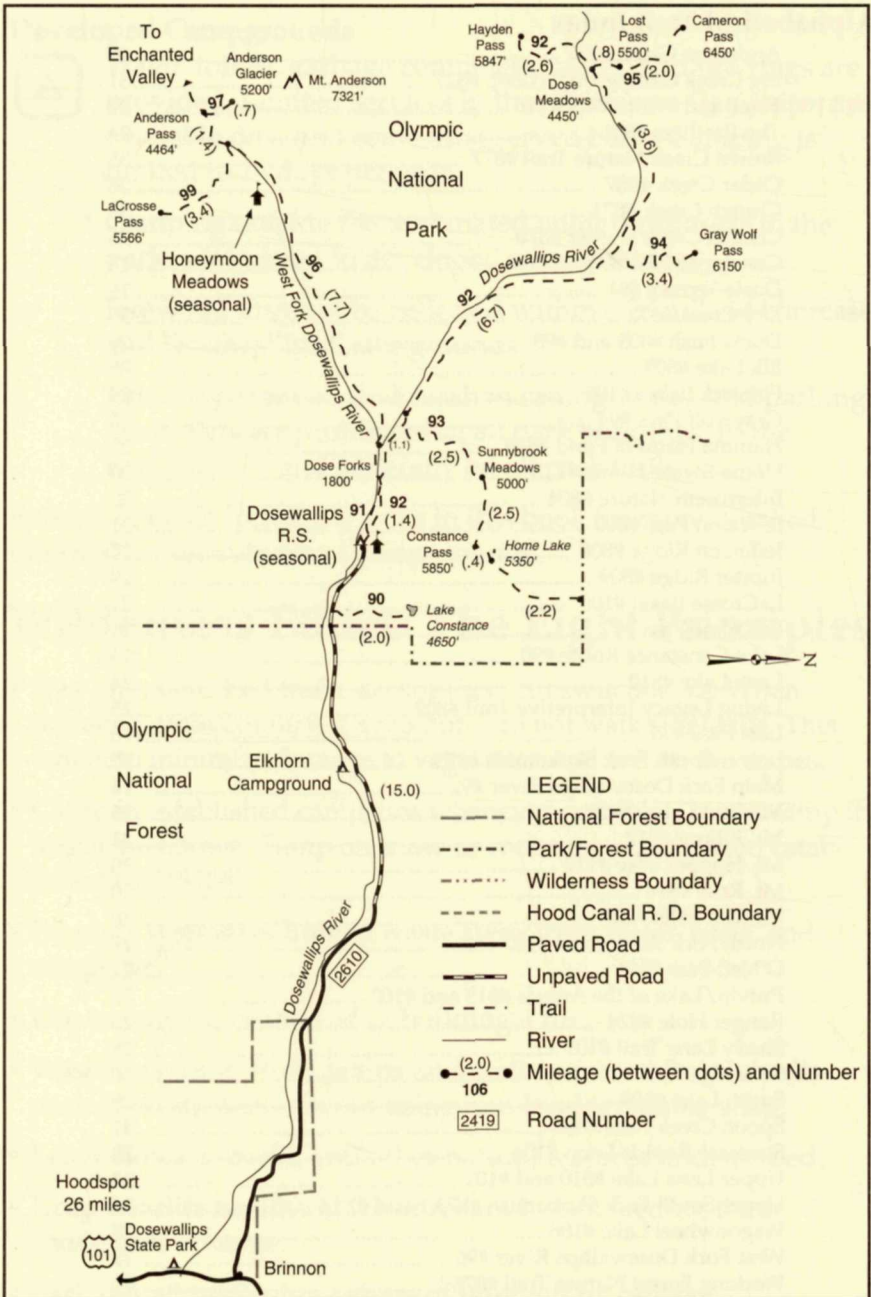 To
Enchanted
Valley
Anderson
Glacier
5200'
Mt. Anderson
7321'
97
(.7)
Anderson
Pass
4464'
(1.4)
99
(3.4)
LaCrosse
Pass
5566'
Honeymoon
Meadows
(seasonal)
96
(7.7)
West Fork Dosewallips River
Olympic
National
Park
Hayden
Pass
5847'
92
(2.6)
Lost
Pass
5500'
(.8)
Cameron
Pass
6450'
95
(2.0)
Dose
Meadows
4450'
(3.6)
94
(3.4)
Gray Wolf
Pass
6150'
Dosewallips River
92
(6.7)
93
(2.5)
(1.1)
Sunnybrook
Meadows
5000'
Dose Forks
1800'
(2.5)
Dosewallips
R.S.
(seasonal)
91
92
(1.4)
Constance
Pass
5850'
(.4)
Home Lake
5350'
(2.2)
90
(2.0)
Lake
Constance
4650'
N
Olympic
National
Forest
Elkhorn
Campground
(15.0)
Dosewallips River
2610
LEGEND
National Forest Boundary
Park/Forest Boundary
Wilderness Boundary
Hood Canal R. D. Boundary
Paved Road
Unpaved Road
Trail
River
(2.0)
106
Mileage (between dots) and Number
2419
Road Number
Hoodsport
26 miles
101
Dosewallips
State Park
Brinnon